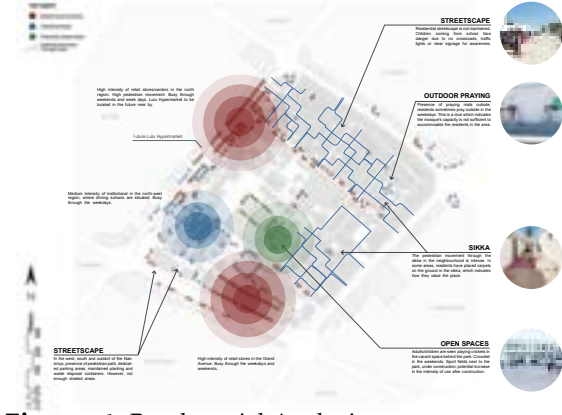 STREETSCAPE
Residential streetscape is not maintained.
Children coming from school face
danger due to no crossroads, traffic
lights or clear signage for awareness.
High intensity of retail stores/centers in the north
region. High pedestrian movement. Busy through
weekends and week days. Lulu Hypermarket to be
located in the future near by.
OUTDOOR PRAYING
Presence of praying mats outside,
residents sometimes pray outside in the
weekdays. This is a clue which indicates
the mosque's capacity is not sufficient to
accommodate the residents in the area.
Future Lulu Hypermarket
Medium intensity of institutional in the north-west
region, where driving schools are situated. Busy
through the weekdays.
SIKKA
The pedestrian movement through the
sikka in the neighbourhood is intense. In
some areas, residents have placed carpets
on the ground in the sikka, which indicates
how they value the place.
N
STREETSCAPE
In the west, south and outskirt of the
presence of pedestrian path,
parking areas, maintained planting and
waste disposal containers. However, not
enough shaded areas.
High intensity of retail stores in the Grand
Avenue. Busy through the weekdays and
weekends.
OPEN SPACES
Adults/children are seen playing crickets in
the vacant space behind the park. Crowded
in the weekends. Sport fields next to the
park, under construction, potential increase
in the intensity of use after construction.